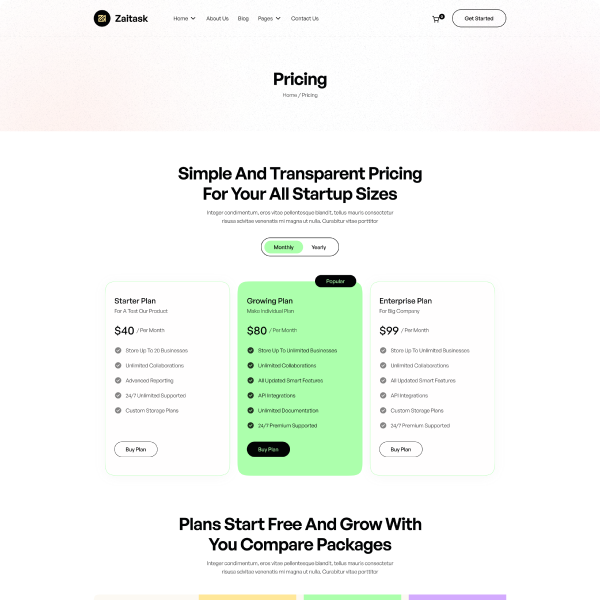 Zaitask
Home
About Us
Blog
Pages
Contact Us
0
Get Started
Pricing
Home / Pricing
Simple And Transparent Pricing
For Your All Startup Sizes
Integer condimentum, eros vitae pellentesque blandit, tellus mauris consectetur
risuse advitae venenatis mi magna ut nulla. Curabitur vitae porttitor
Monthly
Yearly
Starter Plan
For A Test Our Product
$40 / Per Month
Store Up To 20 Businesses
Unlimited Collaborations
Advanced Reporting
24/7 Unlimited Supported
Custom Storage Plans
Buy Plan
Popular
Growing Plan
Make Individual Plan
$80 / Per Month
Store Up To Unlimited Businesses
Unlimited Collaborations
All Updated Smart Features
API Integrations
Unlimited Documentation
24/7 Premium Supported
Buy Plan
Enterprise Plan
For Big Company
$99 / Per Month
Store Up To Unlimited Businesses
Unlimited Collaborations
All Updated Smart Features
API Integrations
Custom Storage Plans
24/7 Premium Supported
Buy Plan
Plans Start Free And Grow With
You Compare Packages
Integer condimentum, eros vitae pellentesque blandit, tellus mauris consectetur
risuse advitae venenatis mi magna ut nulla. Curabitur vitae porttitor